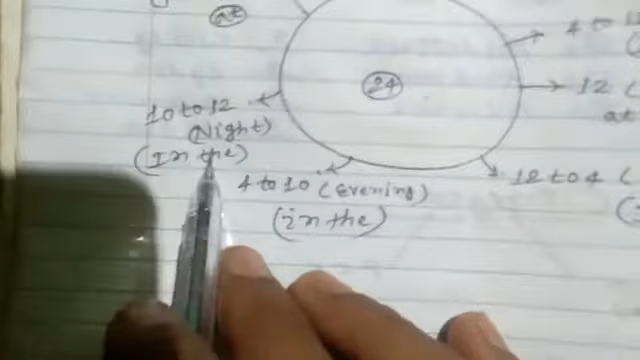 at
4 to
24
12 (
at
10 to 12
(Night)
(In the)
4 to 10 (Evening)
(in the)
12 to 4 (